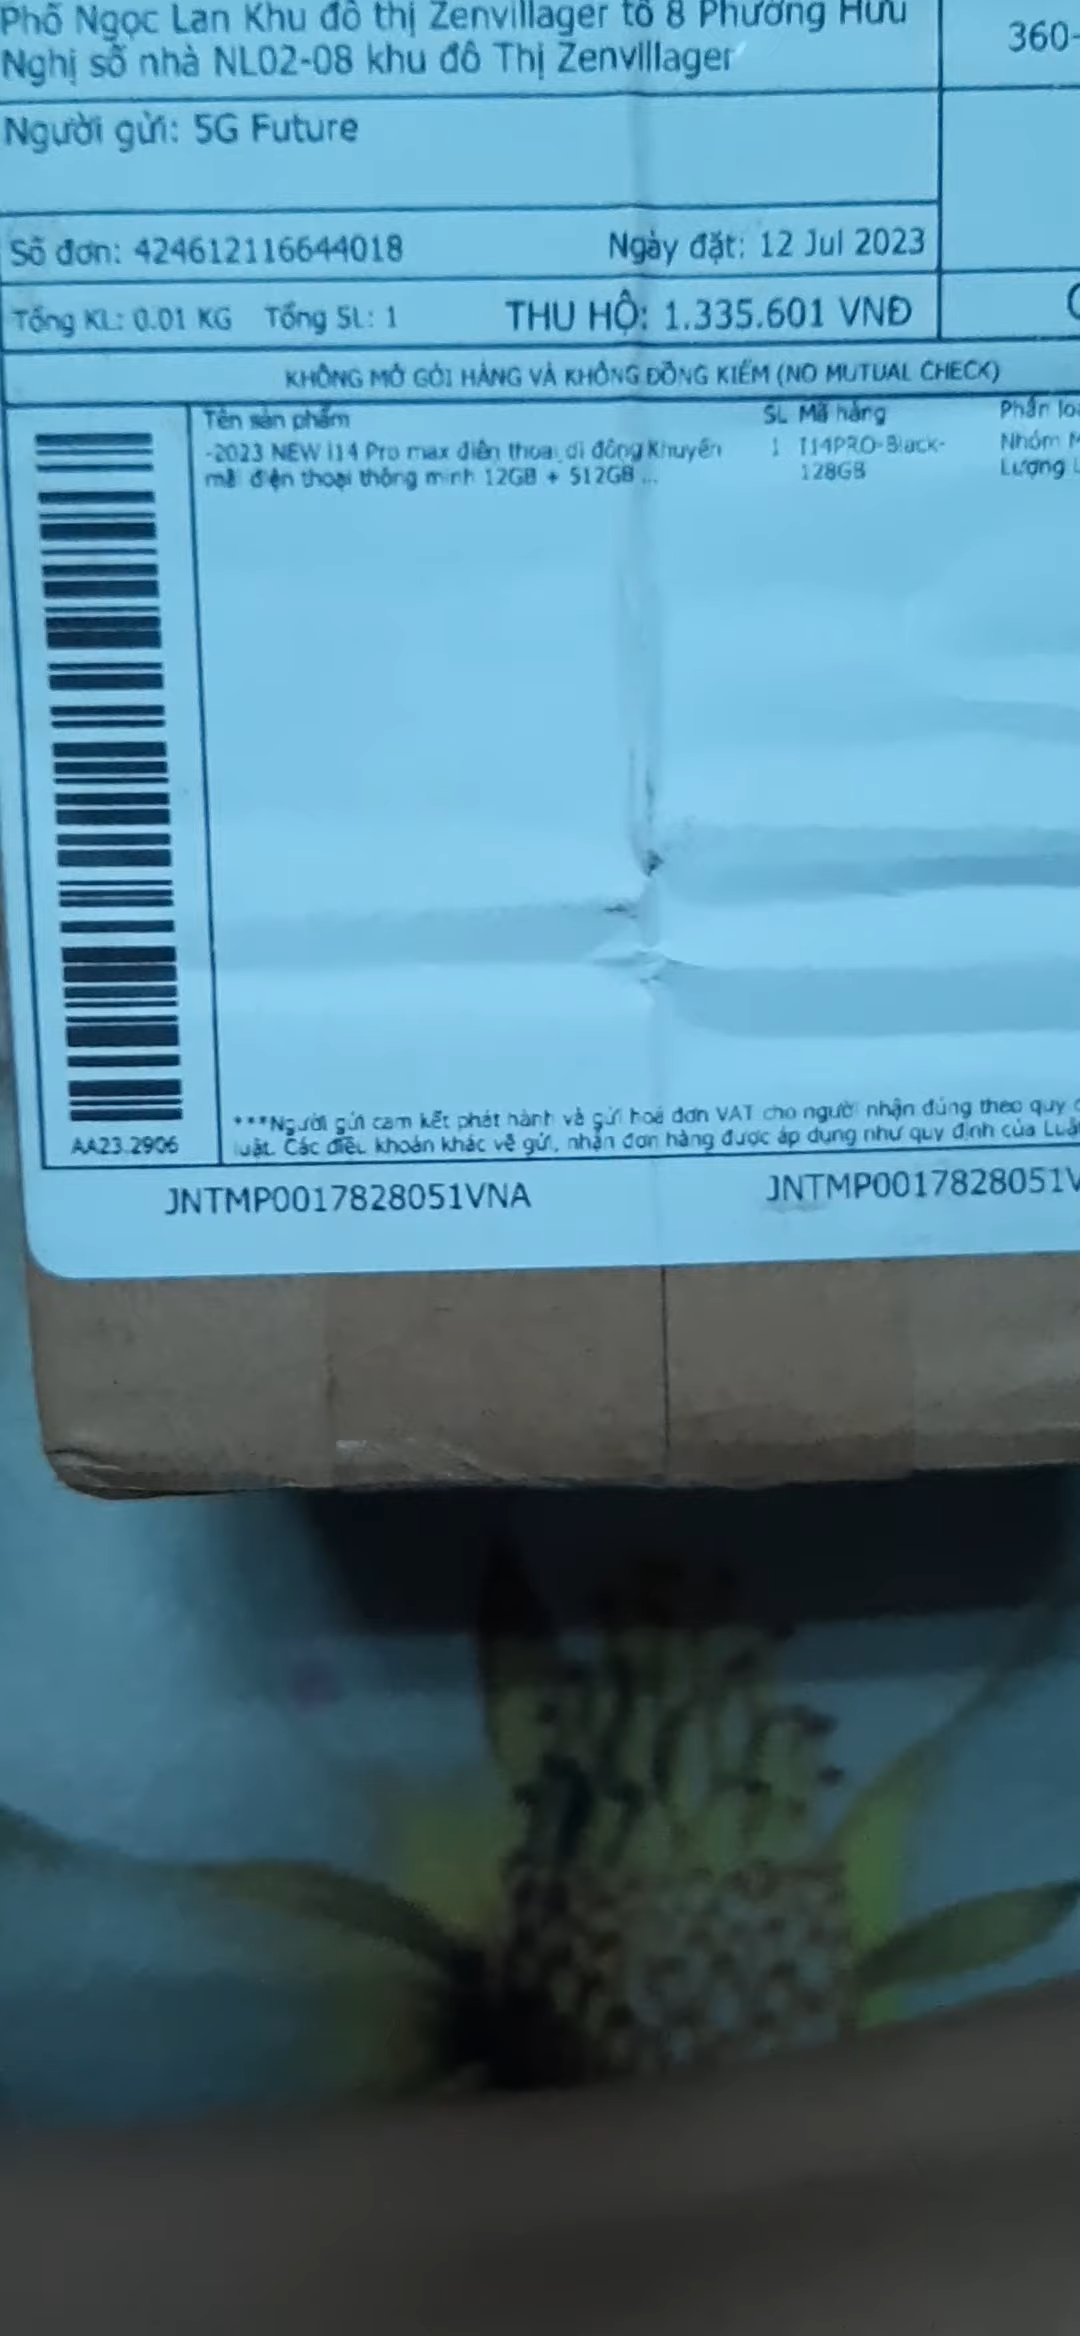 Phố Ngọc Lan Khu đô thị Zenvillager tổ 8 Phường Hữu
Nghị số nhà NL02-08 khu đô Thị Zenvillager
360-
Người gửi: 5G Future
Số đơn: 424612116644018
Ngày đặt: 12 Jul 2023
Tổng KL: 0.01 KG Tổng SL: 1
THU HỘ: 1.335.601 VNĐ
KHÔNG MỞ GÓI HÀNG VÀ KHÔNG ĐỒNG KIỂM (NO MUTUAL CHECK)
Tên sản phẩm SL Mã hàng Phân loạ
-2023 NEW i14 Pro max điện thoại di động Khuyến 1 I14PRO-Black- Nhóm M
mãi điện thoại thông minh 12GB + 512GB ... 128GB Lượng L
***Người gửi cam kết phát hành và gửi hoá đơn VAT cho người nhận đúng theo quy đ
luật. Các điều khoản khác về gửi, nhận đơn hàng được áp dụng như quy định của Luậ
AA23.2906
JNTMP0017828051VNA JNTMP0017828051V